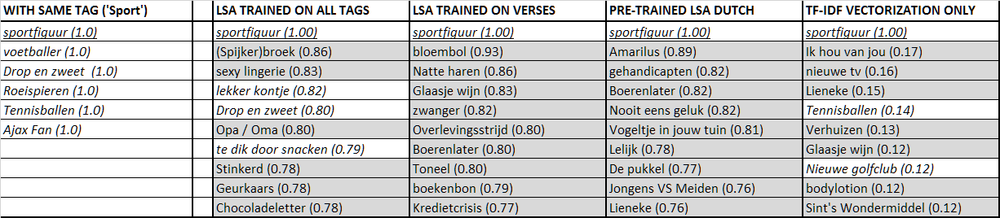 WITH SAME TAG ('Sport') LSA TRAINED ON ALL TAGS LSA TRAINED ON VERSES PRE-TRAINED LSA DUTCH TF-IDF VECTORIZATION ONLY
sportfiguur (1.0) sportfiguur (1.00) sportfiguur (1.00) sportfiguur (1.00) sportfiguur (1.00)
voetballer (1.0) (Spijker)broek (0.86) bloembol (0.93) Amarilus (0.89) Ik hou van jou (0.17)
Drop en zweet (1.0) sexy lingerie (0.83) Natte haren (0.86) gehandicapten (0.82) nieuwe tv (0.16)
Roeispieren (1.0) lekker kontje (0.82) Glaasje wijn (0.83) Boerenlater (0.82) Lieneke (0.15)
Tennisballen (1.0) Drop en zweet (0.80) zwanger (0.82) Nooit eens geluk (0.82) Tennisballen (0.14)
Ajax Fan (1.0) Opa / Oma (0.80) Overlevingsstrijd (0.80) Vogeltje in jouw tuin (0.81) Verhuizen (0.13)
te dik door snacken (0.79) Boerenlater (0.80) Lelijk (0.78) Glaasje wijn (0.12)
Stinkerd (0.78) Toneel (0.80) De pukkel (0.77) Nieuwe golfclub (0.12)
Geurkaars (0.78) boekenbon (0.79) Jongens VS Meiden (0.76) bodylotion (0.12)
Chocoladeletter (0.78) Kredietcrisis (0.77) Lieneke (0.76) Sint's Wondermiddel (0.12)